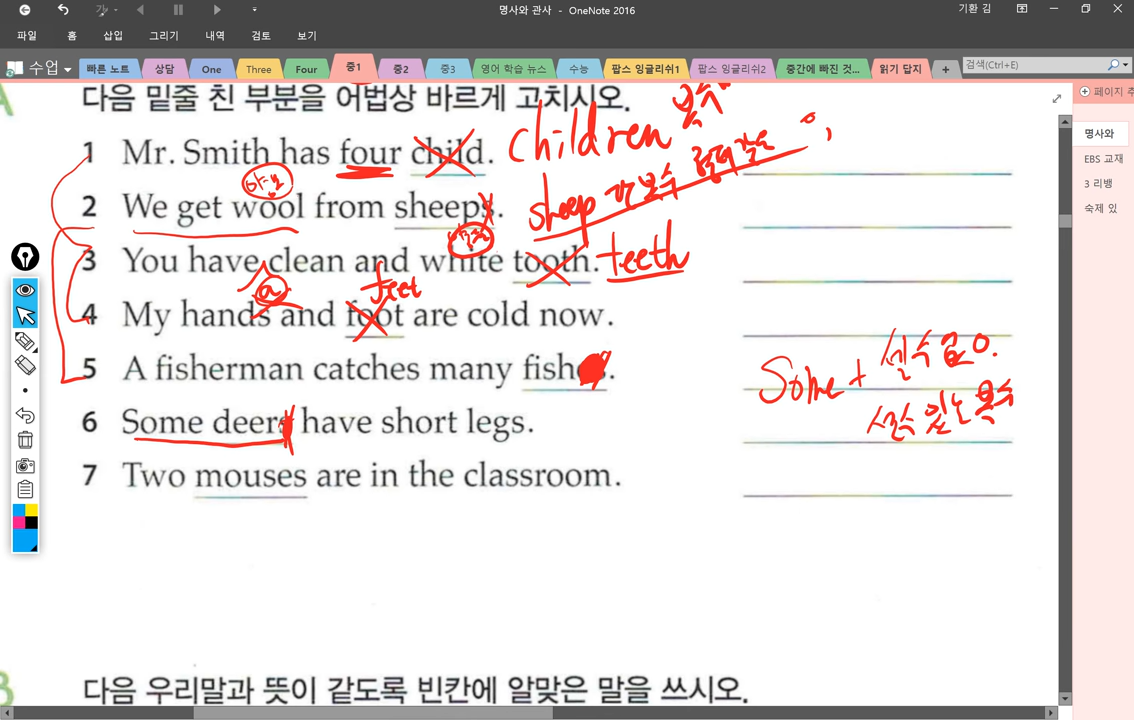 명사와 관사 - OneNote 2016
기환 김
파일 홈 삽입 그리기 내역 검토 보기
수업 빠른 노트 상담 One Three Four 중1 중2 중3 영어 학습 뉴스 수능 팝스 잉글리쉬1 팝스 잉글리쉬2 중간에 빠진 것... 읽기 답지 + 검색(Ctrl+E)
페이지 추
명사와
EBS 교재
3 리뱅
숙제 있
A 다음 밑줄 친 부분을 어법상 바르게 고치시오.
1 Mr. Smith has four child. children 복수
2 We get wool from sheeps. sheep
3 You have clean and white tooth. teeth
a feet
4 My hands and foot are cold now.
5 A fisherman catches many fishes.
Some + 셀수 없 0.
셀수 있는 복수
6 Some deers have short legs.
7 Two mouses are in the classroom.
B 다음 우리말과 뜻이 같도록 빈칸에 알맞은 말을 쓰시오.